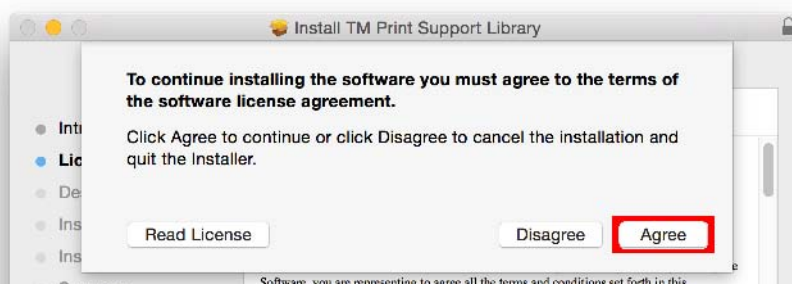 Install TM Print Support Library
To continue installing the software you must agree to the terms of
the software license agreement.
Click Agree to continue or click Disagree to cancel the installation and
quit the Installer.
Read License
Disagree
Agree
Software, you are representing to agree all the terms and conditions set forth in this